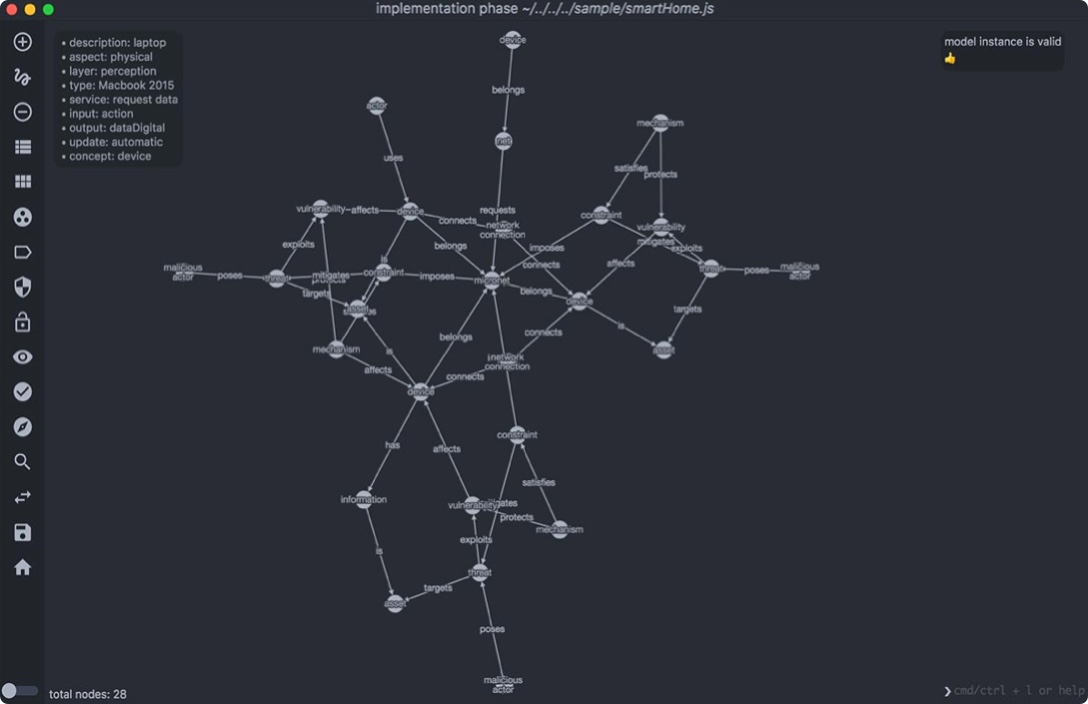 implementation phase ~/../../../sample/smartHome.js
• description: laptop
• aspect: physical
• layer: perception
• type: Macbook 2015
• service: request data
• input: action
• output: dataDigital
• update: automatic
• concept: device
model instance is valid
👍
device
belongs
actor
net
mechanism
uses
satisfies
protects
vulnerability
affects
device
requests
connects
network
connection
constraint
vulnerability
mitigates
exploits
exploits
belongs
imposes
is
connects
affects
malicious
actor
poses
threat
mitigates
constraint
imposes
micronet
threat
poses
malicious
actor
targets
belongs
device
asset
targets
is
mechanism
is
belongs
connects
asset
affects
network
connection
connects
device
has
affects
constraint
satisfies
information
vulnerability
protects
mechanism
exploits
is
threat
targets
asset
poses
malicious
actor
total nodes: 28
❯cmd/ctrl + l or help